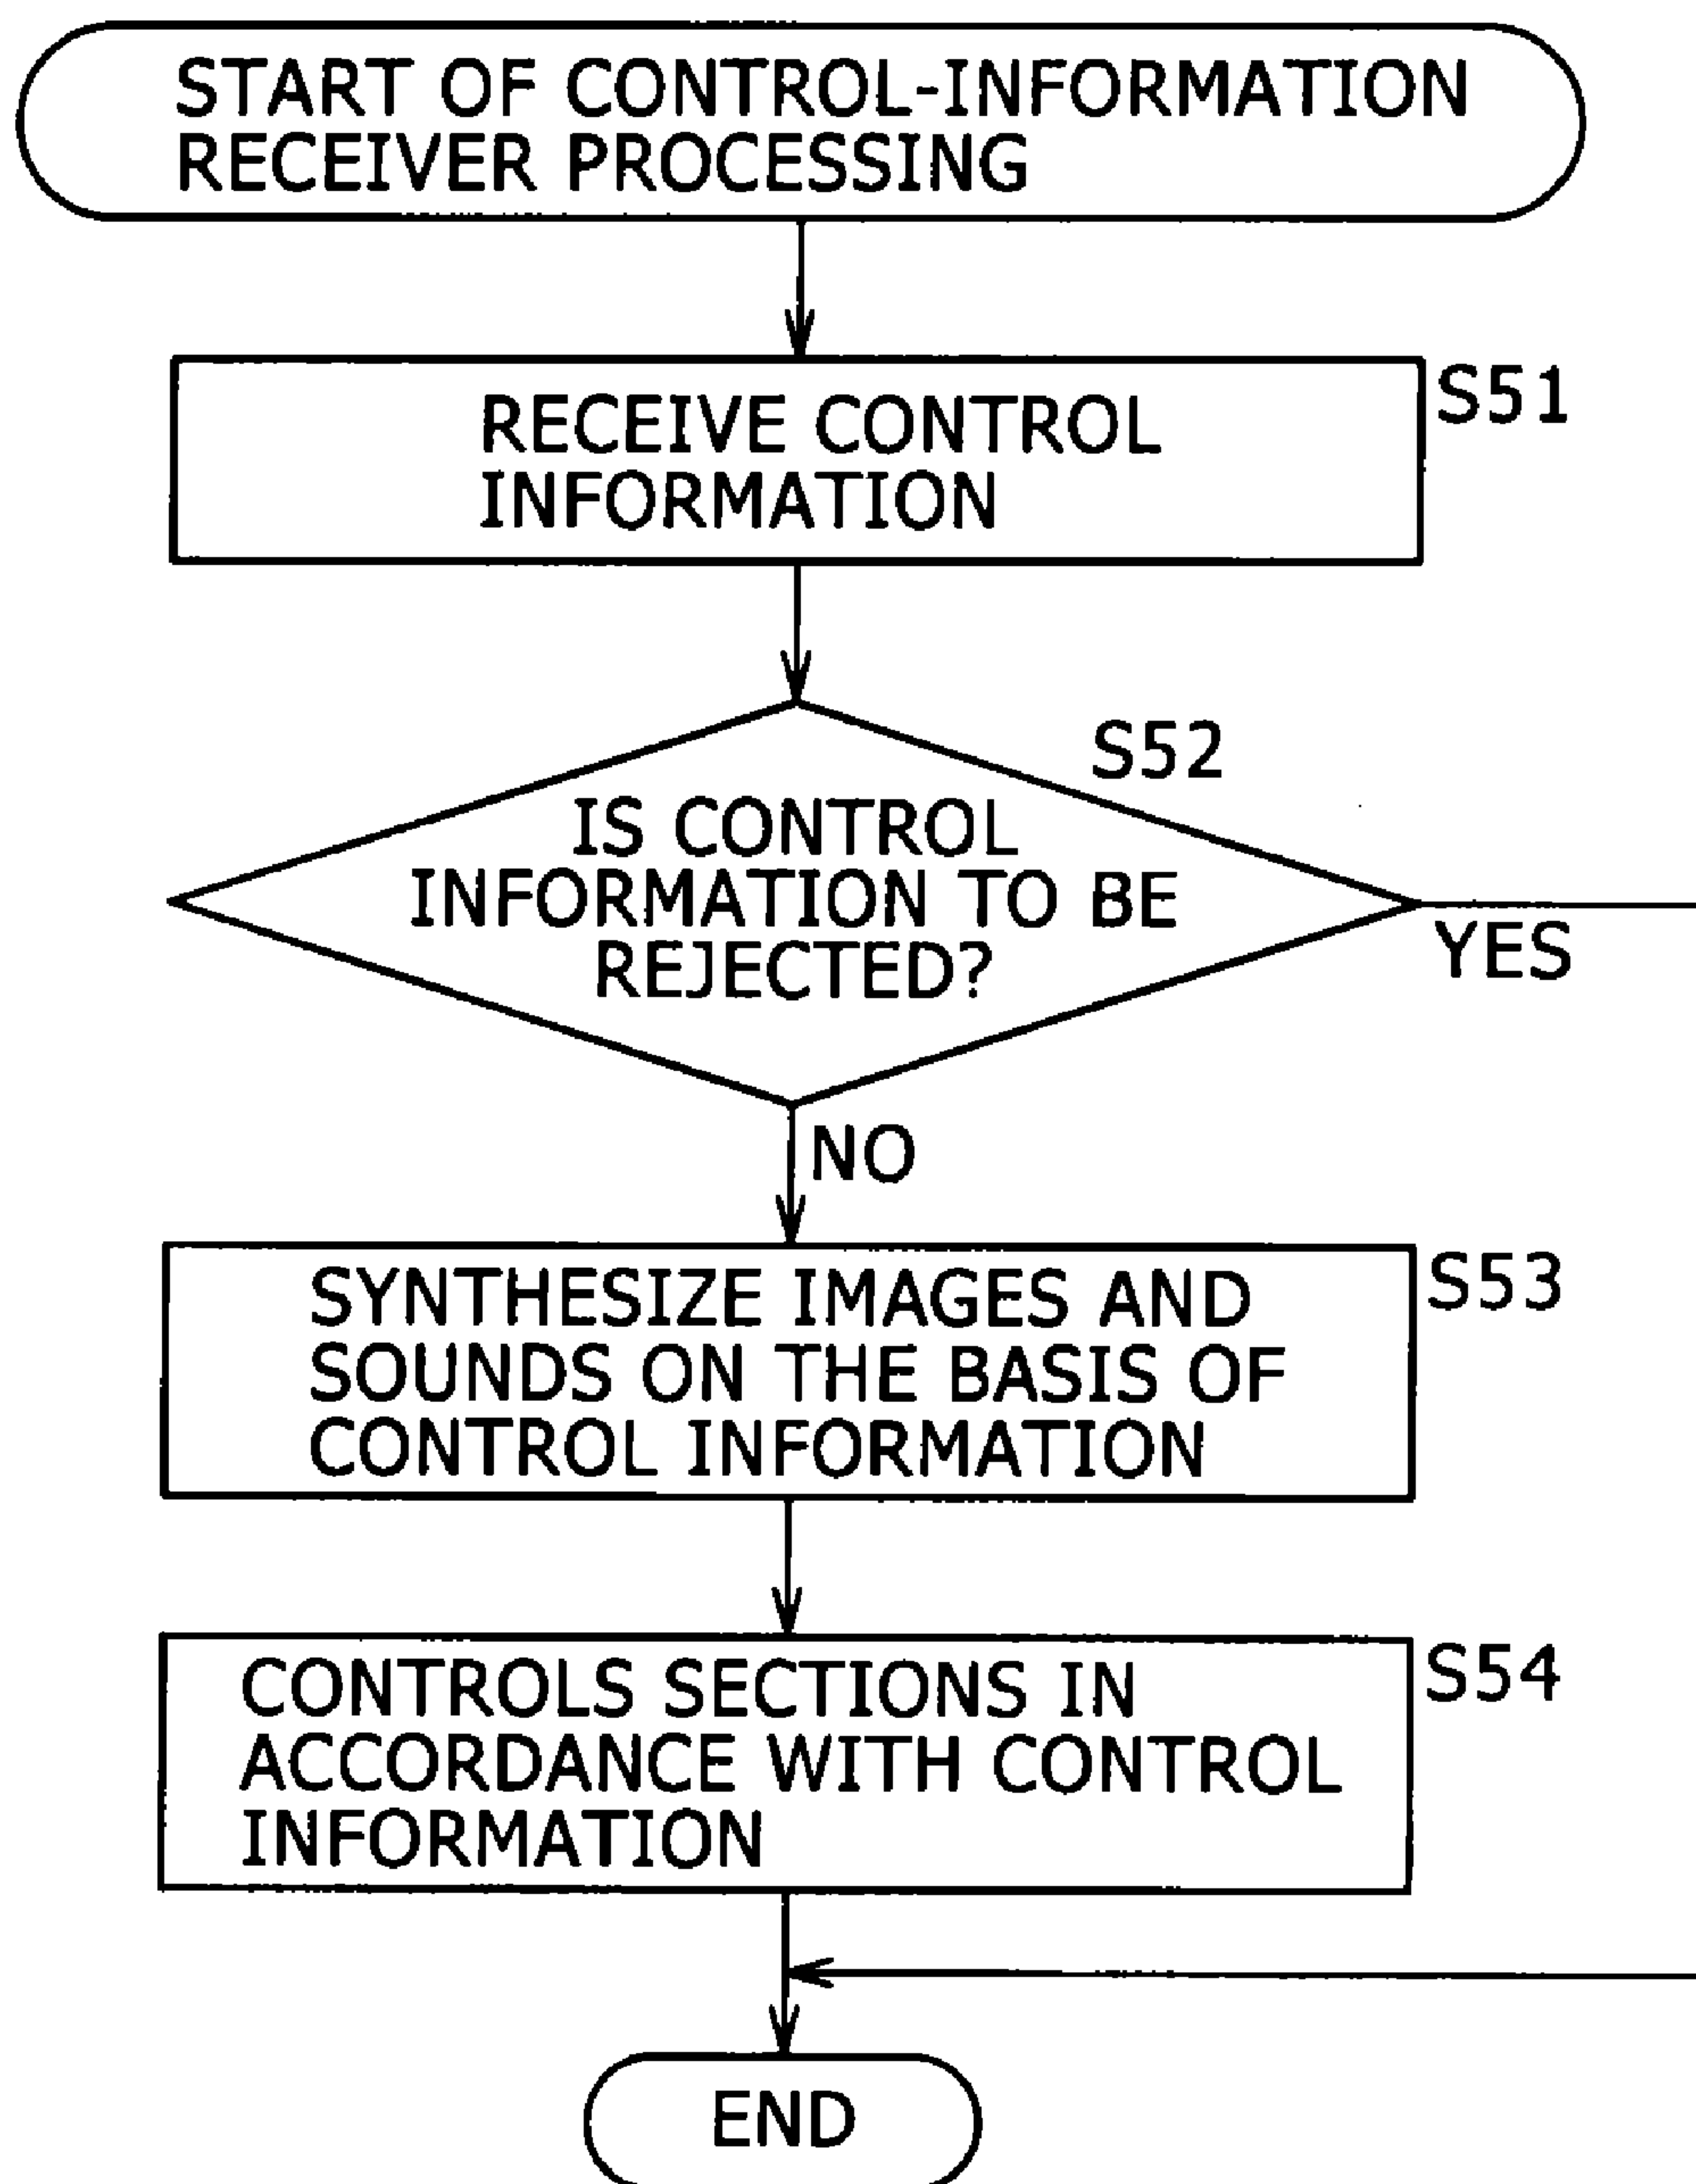 START OF CONTROL-INFORMATION
RECEIVER PROCESSING
RECEIVE CONTROL
INFORMATION
S51
S52
IS CONTROL
INFORMATION TO BE
REJECTED?
YES
NO
SYNTHESIZE IMAGES AND
SOUNDS ON THE BASIS OF
CONTROL INFORMATION
S53
CONTROLS SECTIONS IN
ACCORDANCE WITH CONTROL
INFORMATION
S54
END